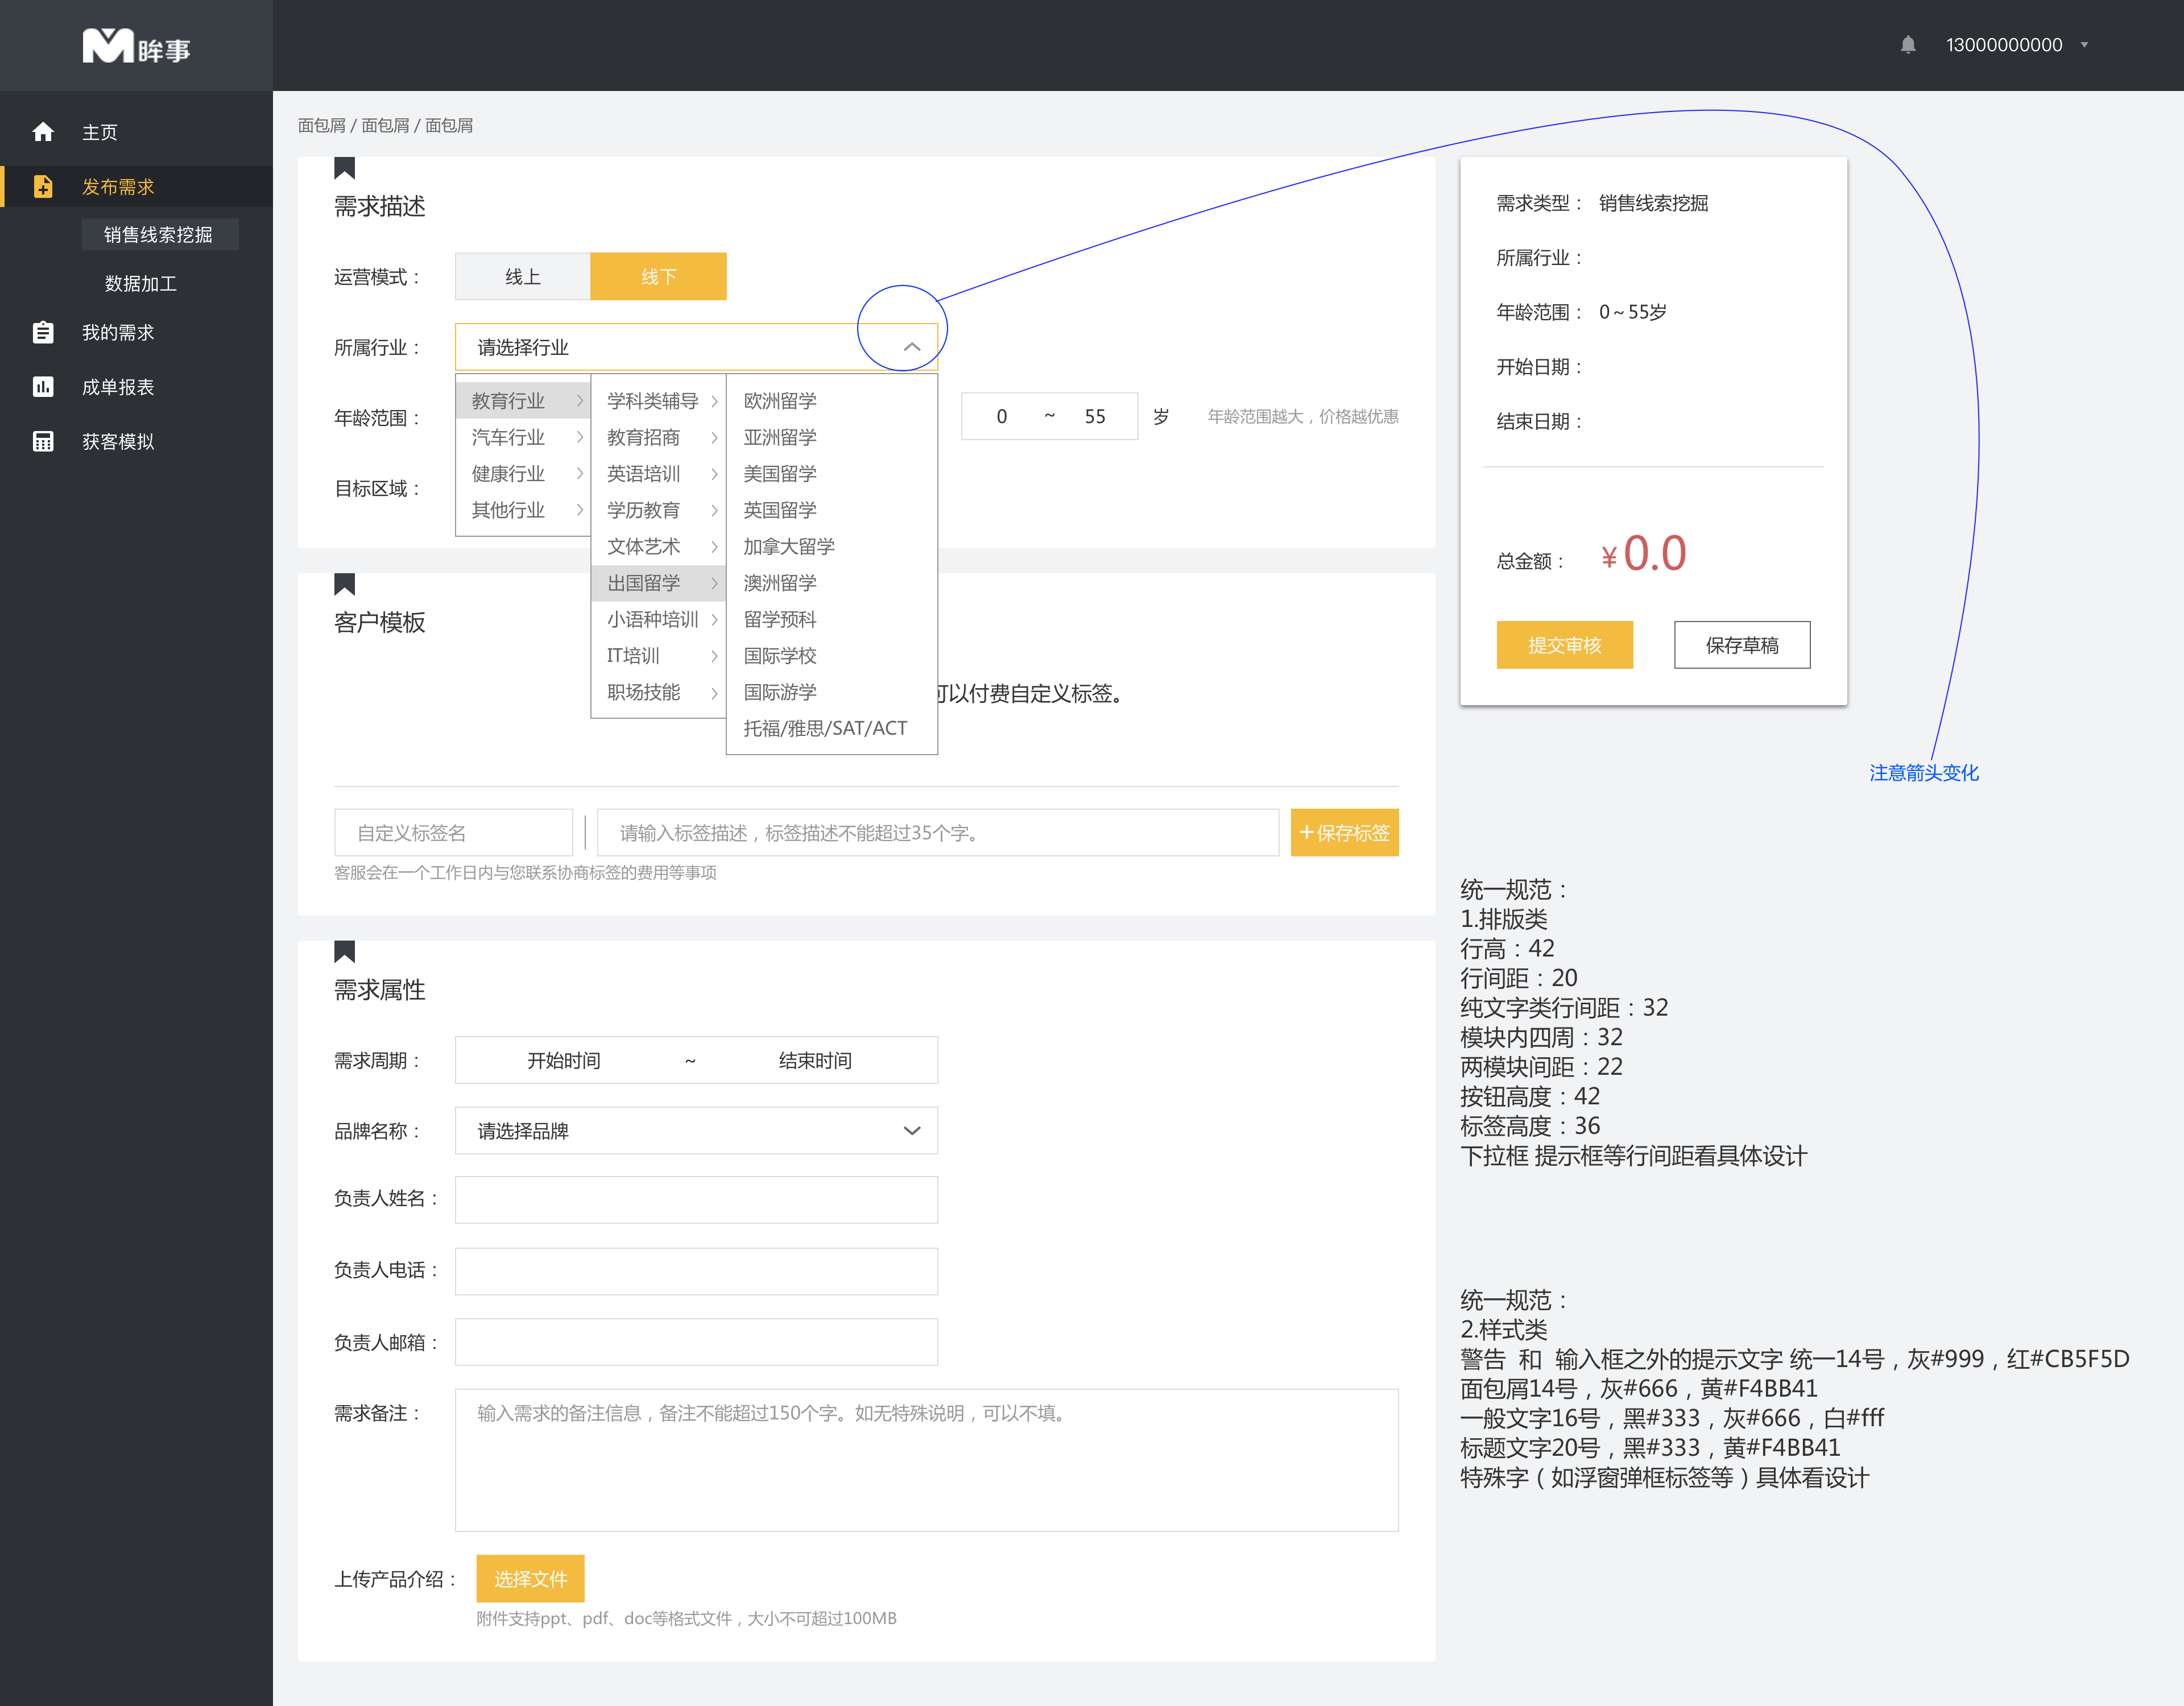 眸事
13000000000
主页
发布需求
销售线索挖掘
数据加工
我的需求
成单报表
获客模拟
面包屑 / 面包屑 / 面包屑
需求描述
运营模式：
线上
线下
所属行业：
请选择行业
教育行业
汽车行业
健康行业
其他行业
学科类辅导
教育招商
英语培训
学历教育
文体艺术
出国留学
小语种培训
IT培训
职场技能
欧洲留学
亚洲留学
美国留学
英国留学
加拿大留学
澳洲留学
留学预科
国际学校
国际游学
托福/雅思/SAT/ACT
年龄范围：
0 ~ 55 岁
年龄范围越大，价格越优惠
目标区域：
客户模板
可以付费自定义标签。
自定义标签名
请输入标签描述，标签描述不能超过35个字。
+保存标签
客服会在一个工作日内与您联系协商标签的费用等事项
需求属性
需求周期：
开始时间 ~ 结束时间
品牌名称：
请选择品牌
负责人姓名：
负责人电话：
负责人邮箱：
需求备注：
输入需求的备注信息，备注不能超过150个字。如无特殊说明，可以不填。
上传产品介绍：
选择文件
附件支持ppt、pdf、doc等格式文件，大小不可超过100MB
需求类型： 销售线索挖掘
所属行业：
年龄范围： 0～55岁
开始日期：
结束日期：
总金额： ¥0.0
提交审核
保存草稿
注意箭头变化
统一规范：
1.排版类
行高：42
行间距：20
纯文字类行间距：32
模块内四周：32
两模块间距：22
按钮高度：42
标签高度：36
下拉框 提示框等行间距看具体设计
统一规范：
2.样式类
警告 和 输入框之外的提示文字 统一14号，灰#999，红#CB5F5D
面包屑14号，灰#666，黄#F4BB41
一般文字16号，黑#333，灰#666，白#fff
标题文字20号，黑#333，黄#F4BB41
特殊字（如浮窗弹框标签等）具体看设计